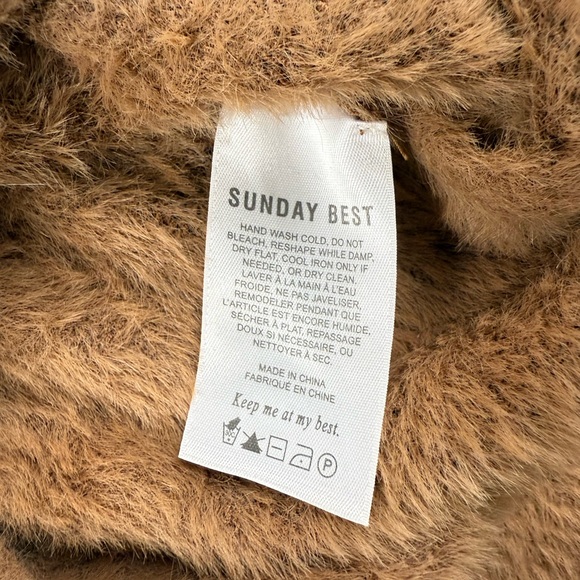 SUNDAY BEST
HAND WASH COLD, DO NOT
BLEACH, RESHAPE WHILE DAMP,
DRY FLAT, COOL IRON ONLY IF
NEEDED, OR DRY CLEAN.
LAVER À LA MAIN À L'EAU
FROIDE, NE PAS JAVELISER,
REMODELER PENDANT QUE
L'ARTICLE EST ENCORE HUMIDE.
SÉCHER À PLAT. REPASSAGE
DOUX SI NÉCESSAIRE, OU
NETTOYER À SEC.
MADE IN CHINA
FABRIQUÉ EN CHINE
Keep me at my best.
30C P